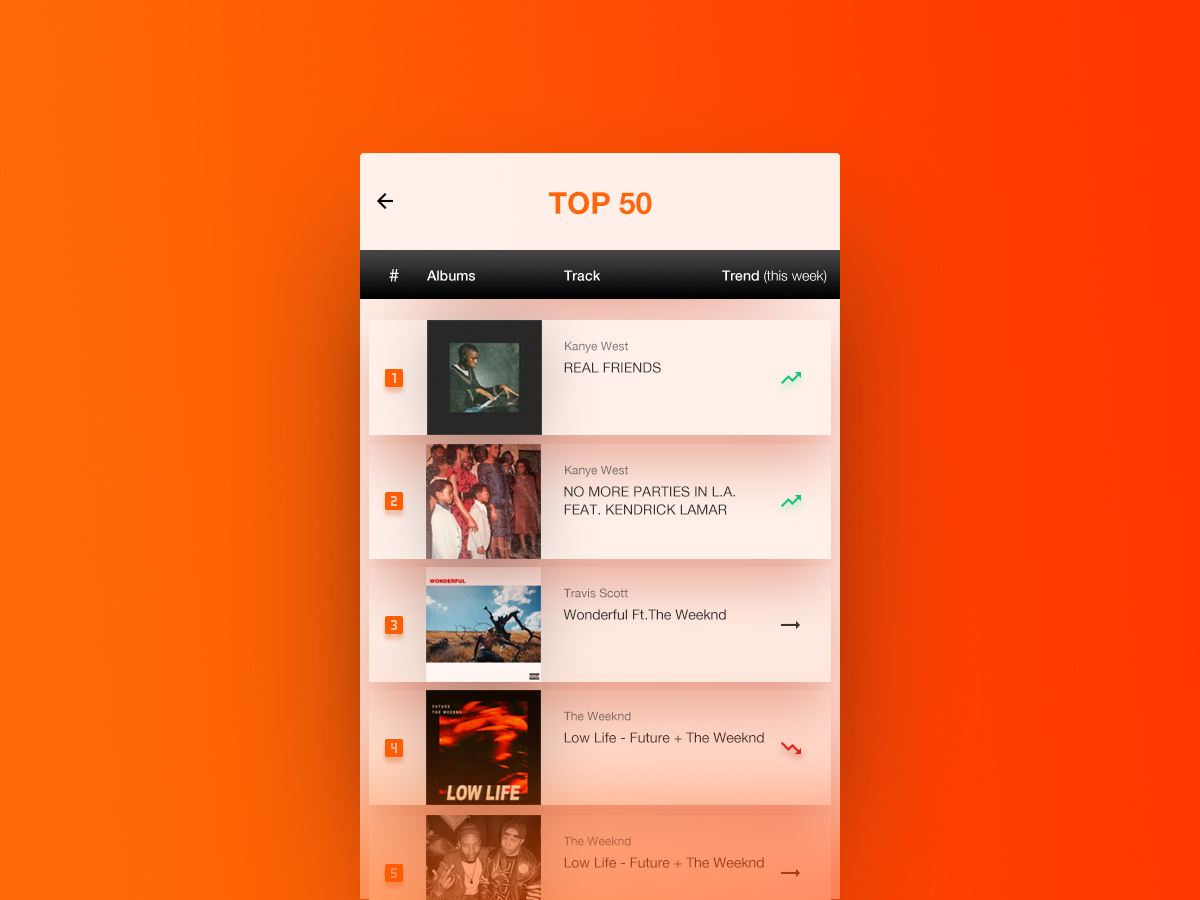 TOP 50
# Albums Track Trend (this week)
1
Kanye West
REAL FRIENDS
2
Kanye West
NO MORE PARTIES IN L.A.
FEAT. KENDRICK LAMAR
WONDERFUL
3
Travis Scott
Wonderful Ft.The Weeknd
FUTURE
THE WEEKND
LOW LIFE
4
The Weeknd
Low Life - Future + The Weeknd
5
The Weeknd
Low Life - Future + The Weeknd